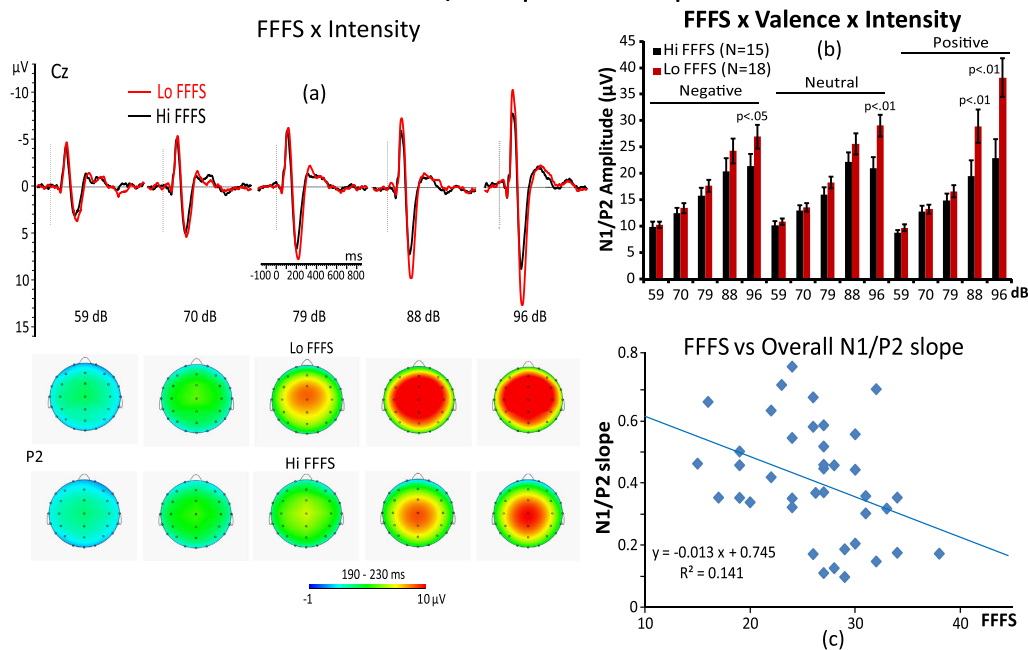 FFFS x Intensity
µV
Cz
-10
-5
0
5
10
15
Lo FFFS
Hi FFFS
(a)
ms
-100 0 200 400 600 800
59 dB
70 dB
79 dB
88 dB
96 dB
Lo FFFS
P2
Hi FFFS
190 - 230 ms
-1
10 µV
FFFS x Valence x Intensity
N1/P2 Amplitude (µV)
45
40
35
30
25
20
15
10
5
0
Hi FFFS (N=15)
Lo FFFS (N=18)
(b)
Negative
Neutral
Positive
p<.05
p<.01
p<.01
p<.01
59 70 79 88 96 59 70 79 88 96 59 70 79 88 96 dB
FFFS vs Overall N1/P2 slope
N1/P2 slope
0.8
0.6
0.4
0.2
0
y = -0.013 x + 0.745
R² = 0.141
10 20 30 40 FFFS
(c)